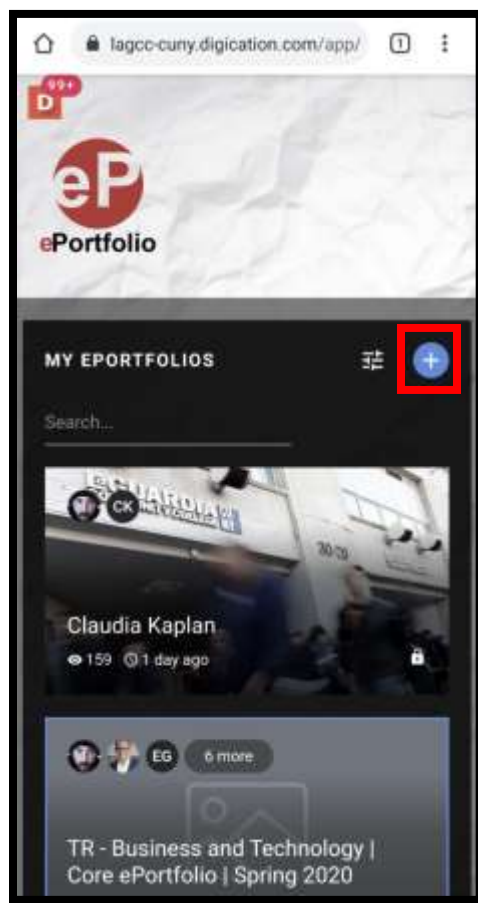 lagcc-cuny.digication.com/app/
1
99+
D
eP
ePortfolio
MY EPORTFOLIOS
Search...
CK
Claudia Kaplan
159 1 day ago
EG 6 more
TR - Business and Technology |
Core ePortfolio | Spring 2020